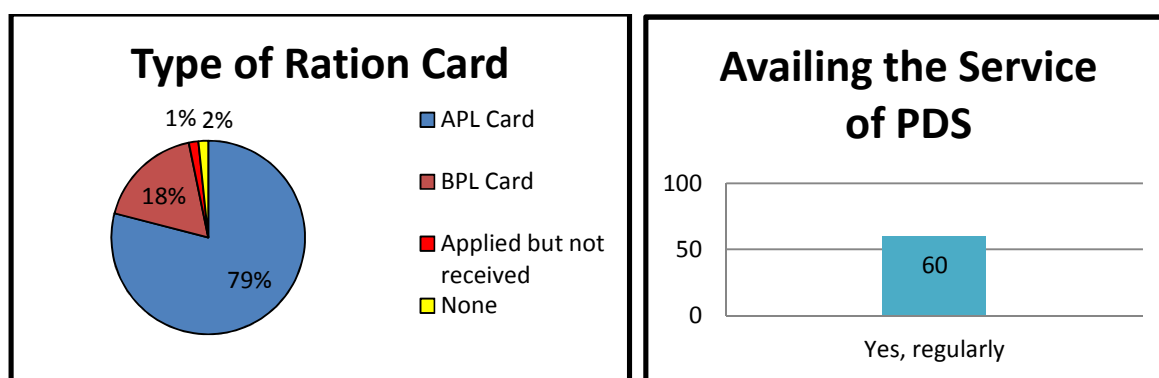 Type of Ration Card
1% 2%
18%
79%
APL Card
BPL Card
Applied but not
received
None
Availing the Service
of PDS
100
50
0
60
Yes, regularly